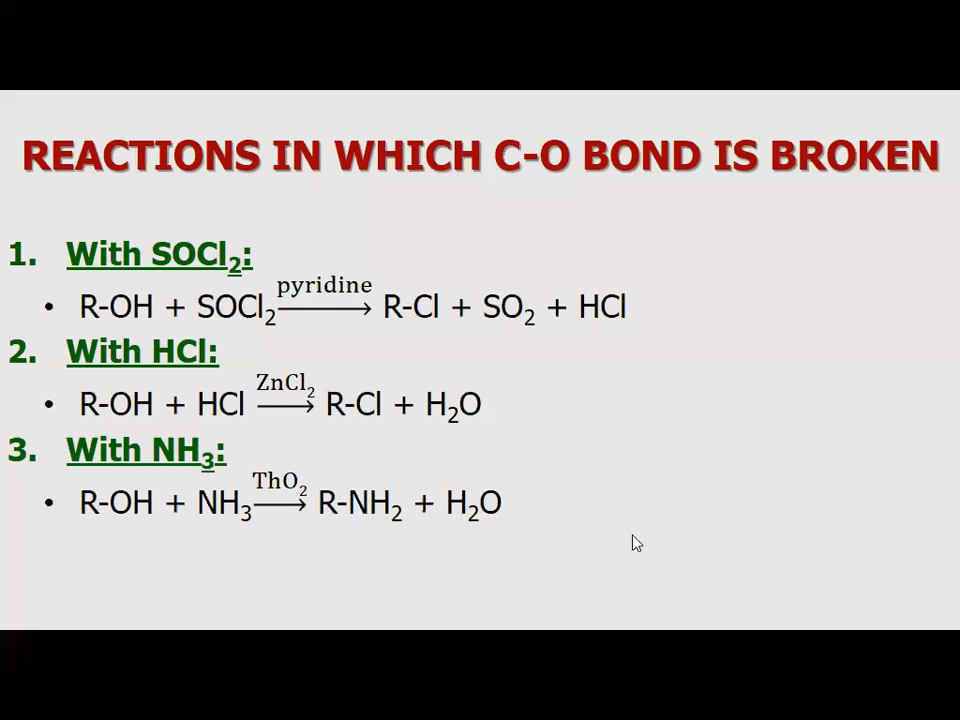 REACTIONS IN WHICH C-O BOND IS BROKEN
1. With SOCl₂:
• R-OH + SOCl₂ pyridine⟶ R-Cl + SO₂ + HCl
2. With HCl:
• R-OH + HCl ZnCl₂⟶ R-Cl + H₂O
3. With NH₃:
• R-OH + NH₃ ThO₂⟶ R-NH₂ + H₂O